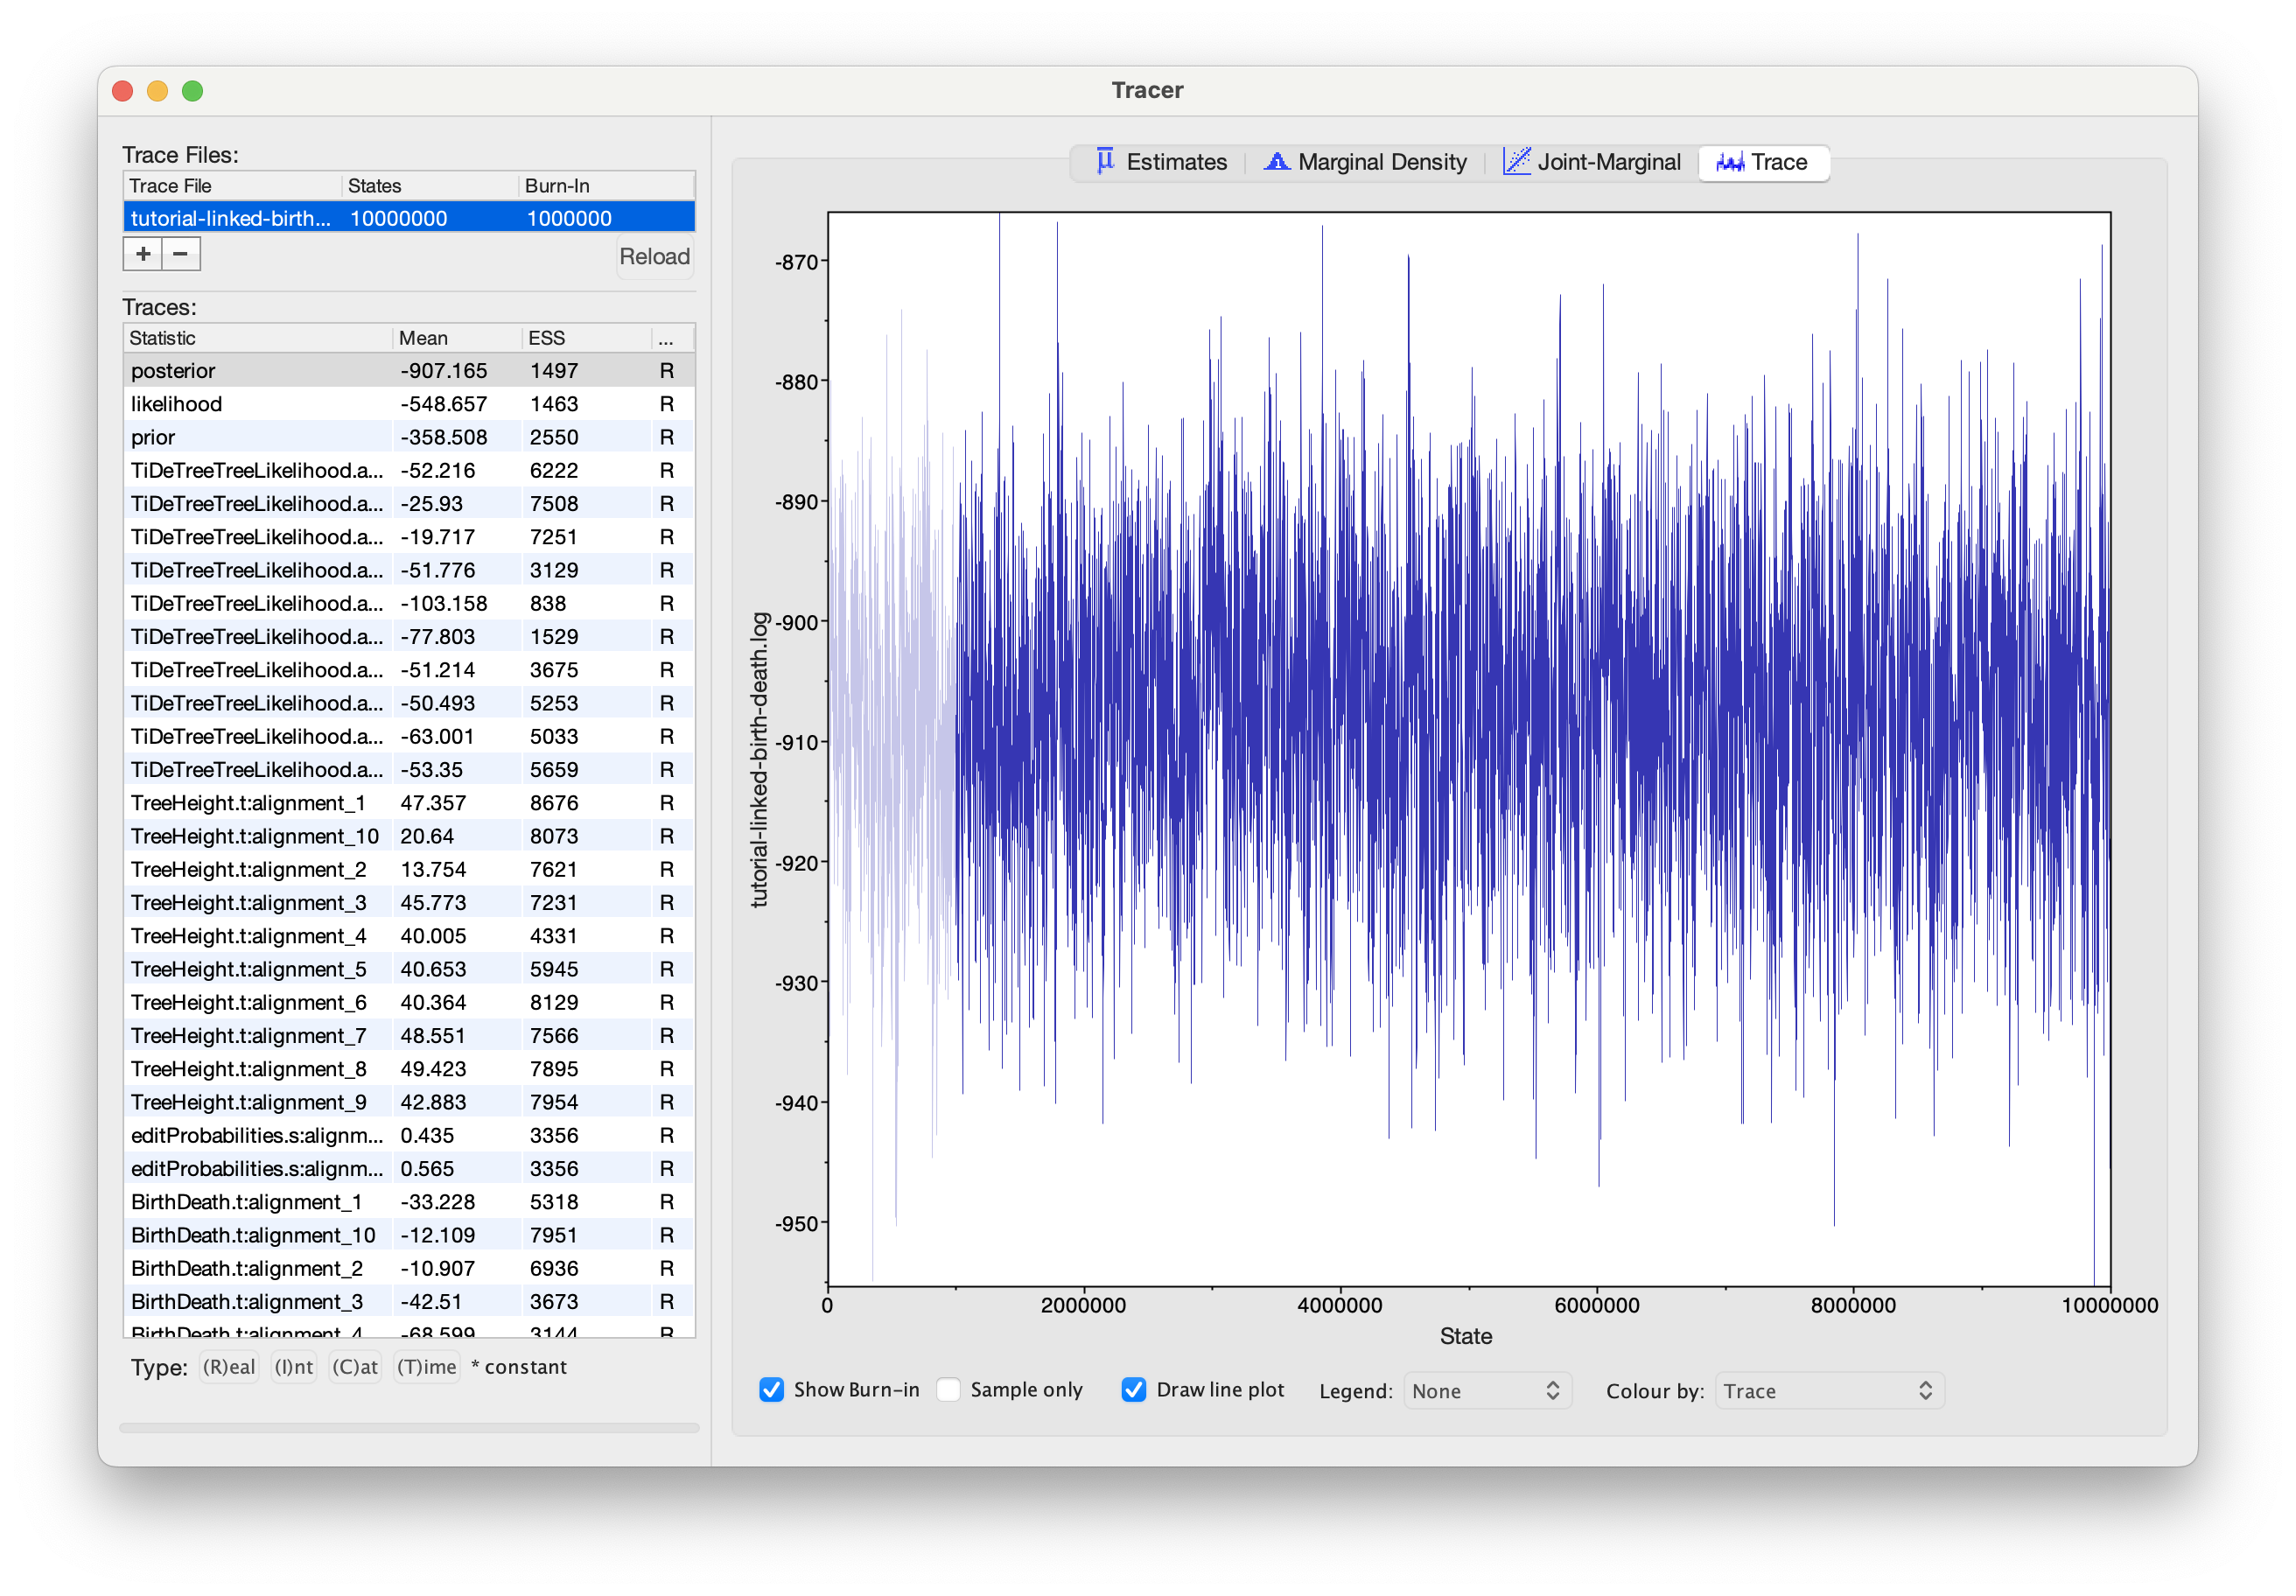 Tracer
Trace Files:
Trace File States Burn-In
tutorial-linked-birth... 10000000 1000000
+ −
Reload
Traces:
Statistic Mean ESS ...
posterior -907.165 1497 R
likelihood -548.657 1463 R
prior -358.508 2550 R
TiDeTreeTreeLikelihood.a... -52.216 6222 R
TiDeTreeTreeLikelihood.a... -25.93 7508 R
TiDeTreeTreeLikelihood.a... -19.717 7251 R
TiDeTreeTreeLikelihood.a... -51.776 3129 R
TiDeTreeTreeLikelihood.a... -103.158 838 R
TiDeTreeTreeLikelihood.a... -77.803 1529 R
TiDeTreeTreeLikelihood.a... -51.214 3675 R
TiDeTreeTreeLikelihood.a... -50.493 5253 R
TiDeTreeTreeLikelihood.a... -63.001 5033 R
TiDeTreeTreeLikelihood.a... -53.35 5659 R
TreeHeight.t:alignment_1 47.357 8676 R
TreeHeight.t:alignment_10 20.64 8073 R
TreeHeight.t:alignment_2 13.754 7621 R
TreeHeight.t:alignment_3 45.773 7231 R
TreeHeight.t:alignment_4 40.005 4331 R
TreeHeight.t:alignment_5 40.653 5945 R
TreeHeight.t:alignment_6 40.364 8129 R
TreeHeight.t:alignment_7 48.551 7566 R
TreeHeight.t:alignment_8 49.423 7895 R
TreeHeight.t:alignment_9 42.883 7954 R
editProbabilities.s:alignm... 0.435 3356 R
editProbabilities.s:alignm... 0.565 3356 R
BirthDeath.t:alignment_1 -33.228 5318 R
BirthDeath.t:alignment_10 -12.109 7951 R
BirthDeath.t:alignment_2 -10.907 6936 R
BirthDeath.t:alignment_3 -42.51 3673 R
BirthDeath.t:alignment_4 -68.599 3144 R
Type: (R)eal (I)nt (C)at (T)ime * constant
Estimates Marginal Density Joint-Marginal Trace
tutorial-linked-birth-death.log
-870
-880
-890
-900
-910
-920
-930
-940
-950
0 2000000 4000000 6000000 8000000 10000000
State
Show Burn-in Sample only Draw line plot Legend: None Colour by: Trace